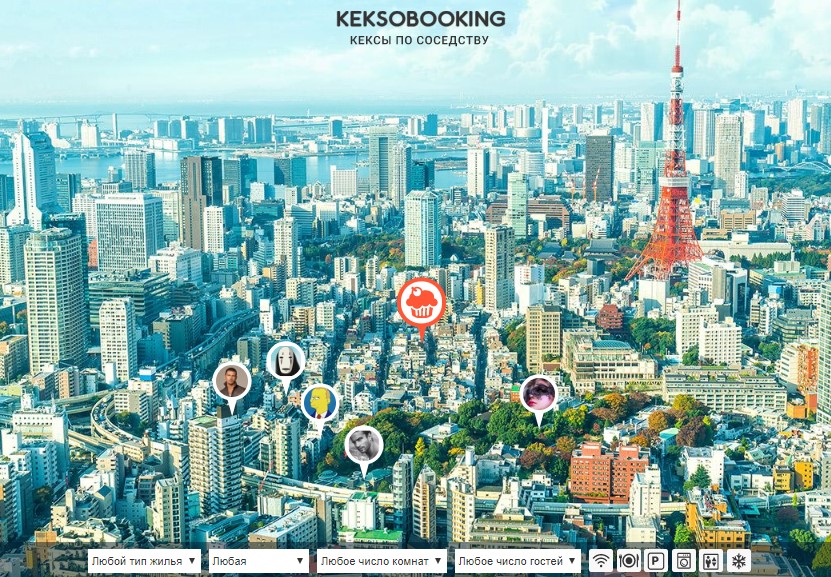 KEKSOBOOKING
КЕКСЫ ПО СОСЕДСТВУ
Любой тип жилья
Любая
Любое число комнат
Любое число гостей
P